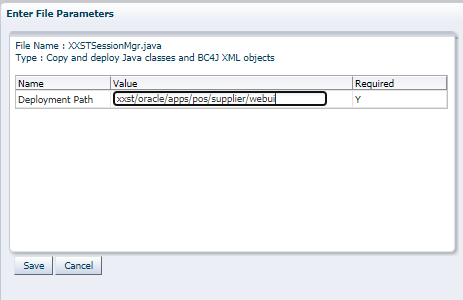 Enter File Parameters
File Name : XXSTSessionMgr.java
Type : Copy and deploy Java classes and BC4J XML objects
Name Value Required
Deployment Path xxst/oracle/apps/pos/supplier/webui Y
Save Cancel